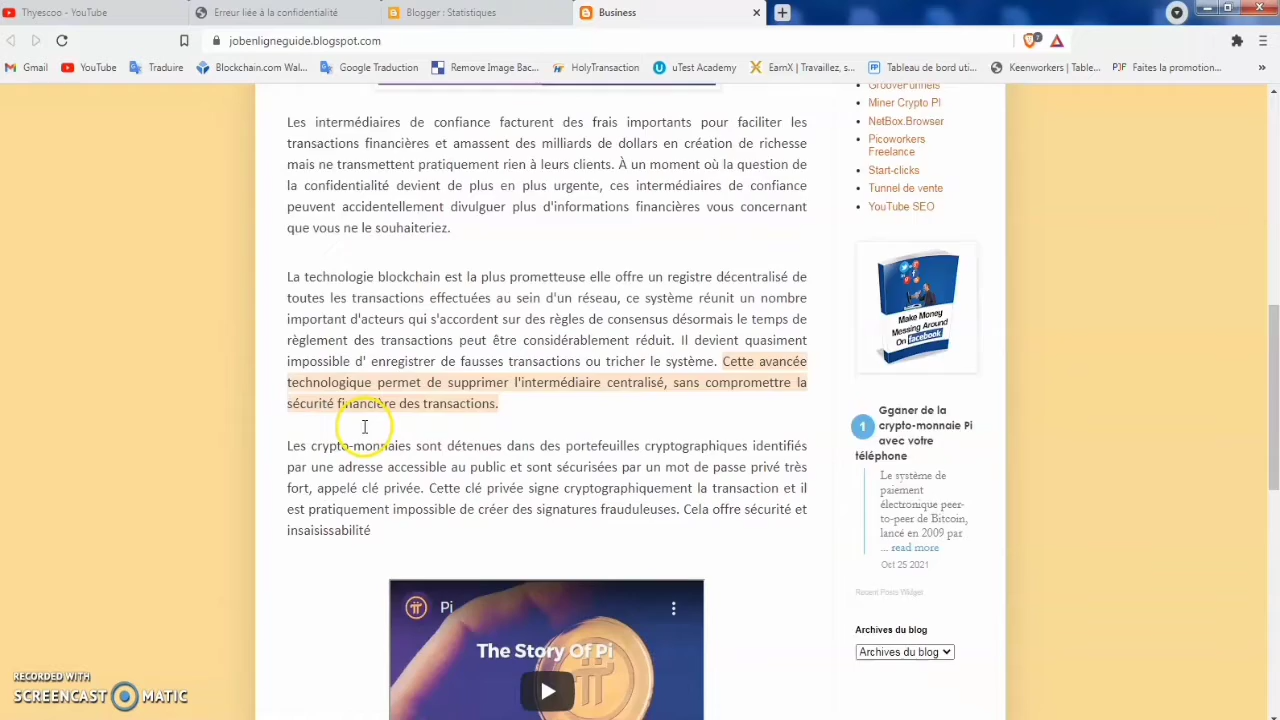 Thyescoo - YouTube
Erreur liée à la confidentialité
Blogger : Statistiques
Business
jobenligneguide.blogspot.com
7
Gmail
YouTube
Traduire
Blockchain.com Wal...
Google Traduction
Remove Image Bac...
HolyTransaction
uTest Academy
EarnX | Travaillez, s...
Tableau de bord uti...
Keenworkers | Table...
Faites la promotion...
Les intermédiaires de confiance facturent des frais importants pour faciliter les
transactions financières et amassent des milliards de dollars en création de richesse
mais ne transmettent pratiquement rien à leurs clients. À un moment où la question de
la confidentialité devient de plus en plus urgente, ces intermédiaires de confiance
peuvent accidentellement divulguer plus d'informations financières vous concernant
que vous ne le souhaiteriez.
La technologie blockchain est la plus prometteuse elle offre un registre décentralisé de
toutes les transactions effectuées au sein d'un réseau, ce système réunit un nombre
important d'acteurs qui s'accordent sur des règles de consensus désormais le temps de
règlement des transactions peut être considérablement réduit. Il devient quasiment
impossible d' enregistrer de fausses transactions ou tricher le système. Cette avancée
technologique permet de supprimer l'intermédiaire centralisé, sans compromettre la
sécurité financière des transactions.
Les crypto-monnaies sont détenues dans des portefeuilles cryptographiques identifiés
par une adresse accessible au public et sont sécurisées par un mot de passe privé très
fort, appelé clé privée. Cette clé privée signe cryptographiquement la transaction et il
est pratiquement impossible de créer des signatures frauduleuses. Cela offre sécurité et
insaisissabilité
Pi
The Story Of Pi
GrooveFunnels
Miner Crypto PI
NetBox.Browser
Picoworkers
Freelance
Start-clicks
Tunnel de vente
YouTube SEO
Make Money
Messing Around
On facebook
1
Gganer de la
crypto-monnaie Pi
avec votre
téléphone
Le système de
paiement
électronique peer-
to-peer de Bitcoin,
lancé en 2009 par
... read more
Oct 25 2021
Recent Posts Widget
Archives du blog
Archives du blog
RECORDED WITH
SCREENCAST MATIC